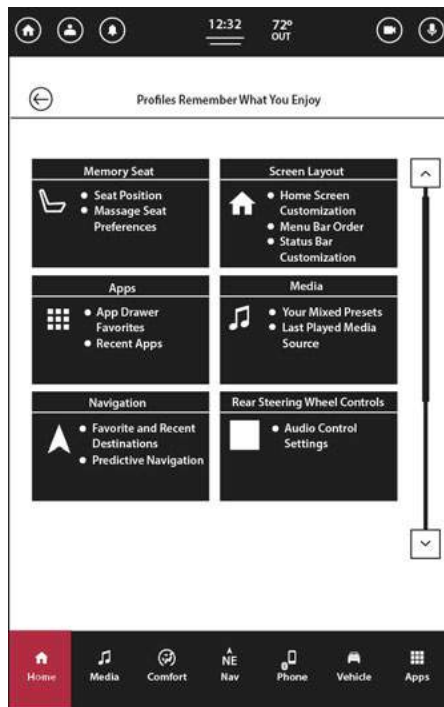 12:32
72º
OUT
Profiles Remember What You Enjoy
Memory Seat
• Seat Position
• Massage Seat
Preferences
Screen Layout
• Home Screen
Customization
• Menu Bar Order
• Status Bar
Customization
Apps
• App Drawer
Favorites
• Recent Apps
Media
• Your Mixed Presets
• Last Played Media
Source
Navigation
• Favorite and Recent
Destinations
• Predictive Navigation
Rear Steering Wheel Controls
• Audio Control
Settings
Home
Media
Comfort
NE
Nav
Phone
Vehicle
Apps